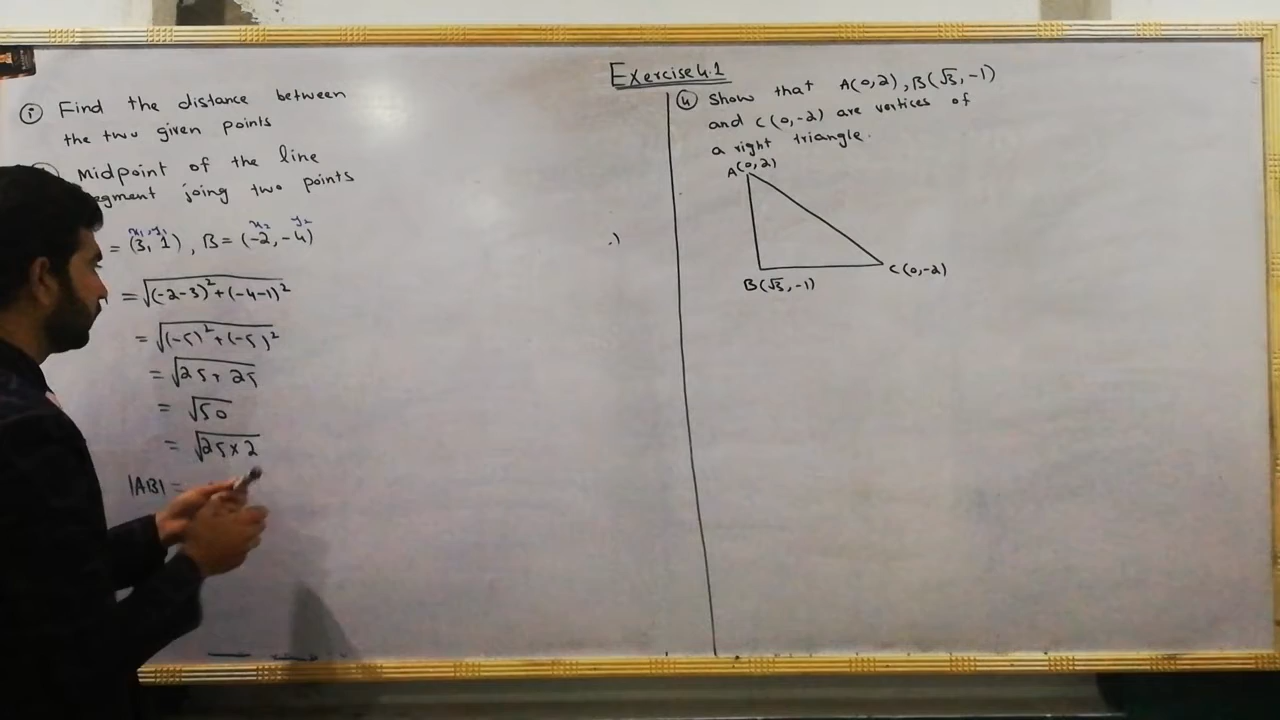 Exercise 4.1
i Find the distance between
the two given points
Midpoint of the line
segment joing two points
x₁, y₁ x₂ y₂
= (3, 1), B = (-2, -4)
= √((-2-3)² + (-4-1)²)
= √((-5)² + (-5)²)
= √(25 + 25)
= √50
= √(25 × 2)
|AB| =
4 Show that A(0,2), B(√3, -1)
and C(0,-2) are vertices of
a right triangle.
A(0,2)
C(0,-2)
B(√3, -1)